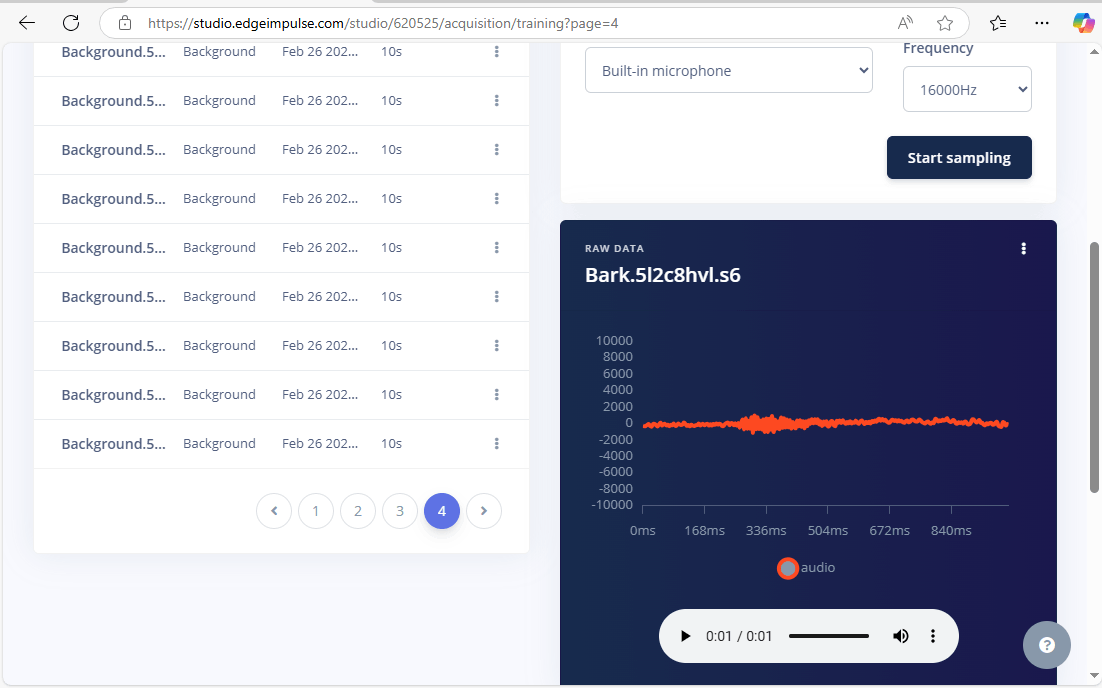 https://studio.edgeimpulse.com/studio/620525/acquisition/training?page=4
Background.5... Background Feb 26 202... 10s
Background.5... Background Feb 26 202... 10s
Background.5... Background Feb 26 202... 10s
Background.5... Background Feb 26 202... 10s
Background.5... Background Feb 26 202... 10s
Background.5... Background Feb 26 202... 10s
Background.5... Background Feb 26 202... 10s
Background.5... Background Feb 26 202... 10s
Background.5... Background Feb 26 202... 10s
1 2 3 4
Frequency
Built-in microphone
16000Hz
Start sampling
RAW DATA
Bark.5l2c8hvl.s6
10000
8000
6000
4000
2000
0
-2000
-4000
-6000
-8000
-10000
0ms 168ms 336ms 504ms 672ms 840ms
audio
0:01 / 0:01
?